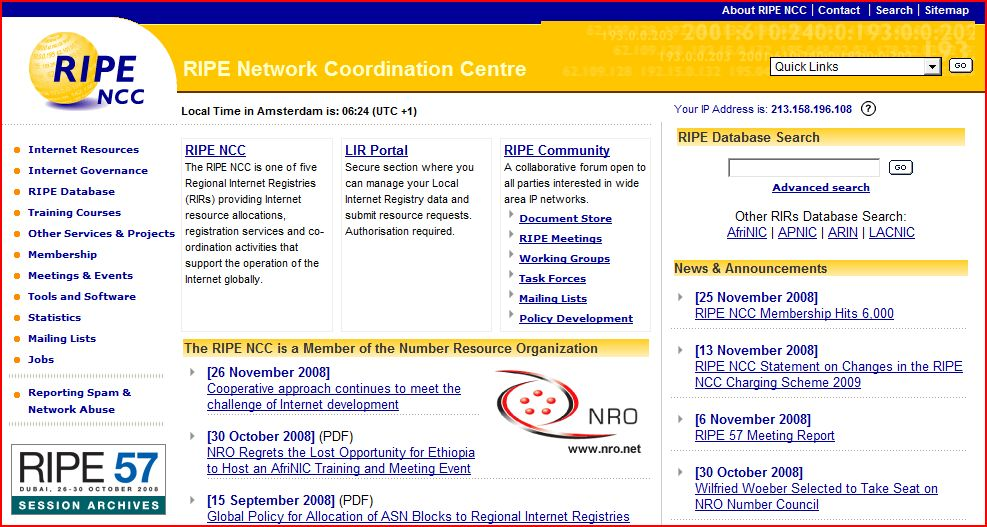 About RIPE NCC | Contact | Search | Sitemap
RIPE
NCC
RIPE Network Coordination Centre
Quick Links
GO
Local Time in Amsterdam is: 06:24 (UTC +1)
Your IP Address is: 213.158.196.108 ?
Internet Resources
Internet Governance
RIPE Database
Training Courses
Other Services & Projects
Membership
Meetings & Events
Tools and Software
Statistics
Mailing Lists
Jobs
Reporting Spam &
Network Abuse
RIPE 57
DUBAI, 26-30 OCTOBER 2008
SESSION ARCHIVES
RIPE NCC
The RIPE NCC is one of five
Regional Internet Registries
(RIRs) providing Internet
resource allocations,
registration services and co-
ordination activities that
support the operation of the
Internet globally.
LIR Portal
Secure section where you
can manage your Local
Internet Registry data and
submit resource requests.
Authorisation required.
RIPE Community
A collaborative forum open to
all parties interested in wide
area IP networks.
Document Store
RIPE Meetings
Working Groups
Task Forces
Mailing Lists
Policy Development
The RIPE NCC is a Member of the Number Resource Organization
[26 November 2008]
Cooperative approach continues to meet the
challenge of Internet development
[30 October 2008] (PDF)
NRO Regrets the Lost Opportunity for Ethiopia
to Host an AfriNIC Training and Meeting Event
[15 September 2008] (PDF)
Global Policy for Allocation of ASN Blocks to Regional Internet Registries
NRO
www.nro.net
RIPE Database Search
GO
Advanced search
Other RIRs Database Search:
AfriNIC | APNIC | ARIN | LACNIC
News & Announcements
[25 November 2008]
RIPE NCC Membership Hits 6,000
[13 November 2008]
RIPE NCC Statement on Changes in the RIPE
NCC Charging Scheme 2009
[6 November 2008]
RIPE 57 Meeting Report
[30 October 2008]
Wilfried Woeber Selected to Take Seat on
NRO Number Council